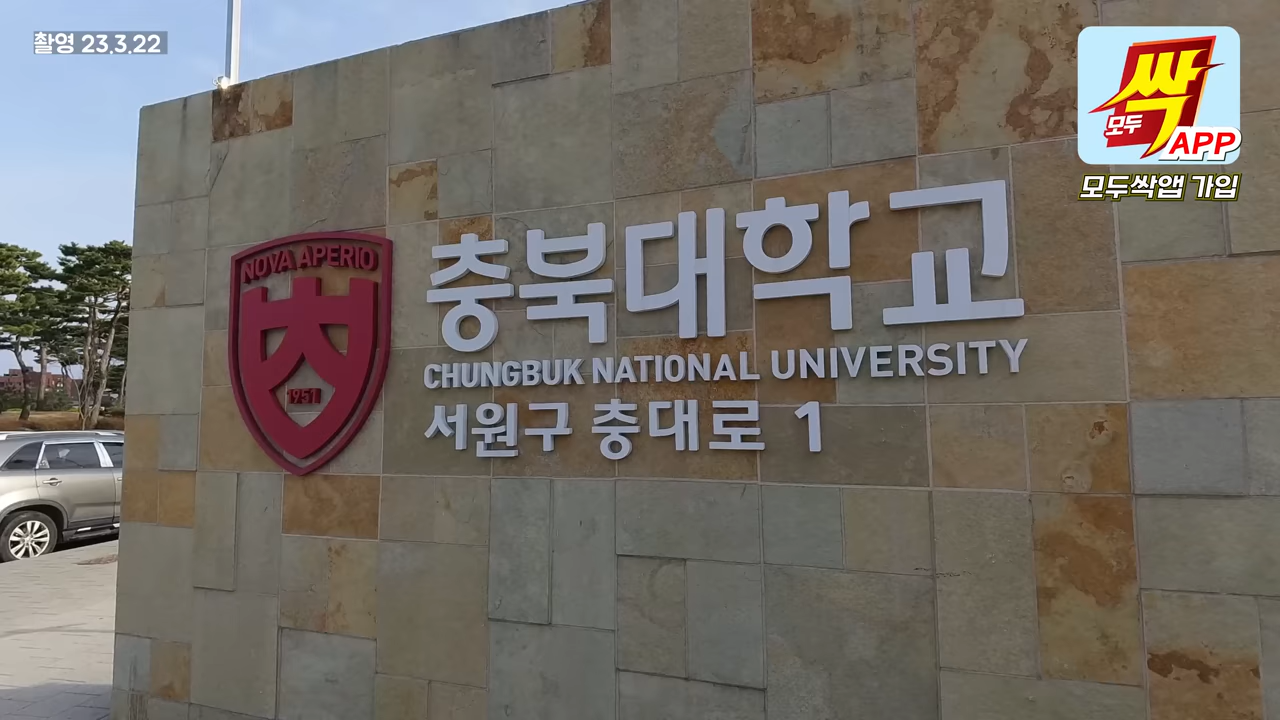 촬영 23.3.22
싹
모두
APP
모두싹앱 가입
NOVA APERIO
1951
충북대학교
CHUNGBUK NATIONAL UNIVERSITY
서원구 충대로 1